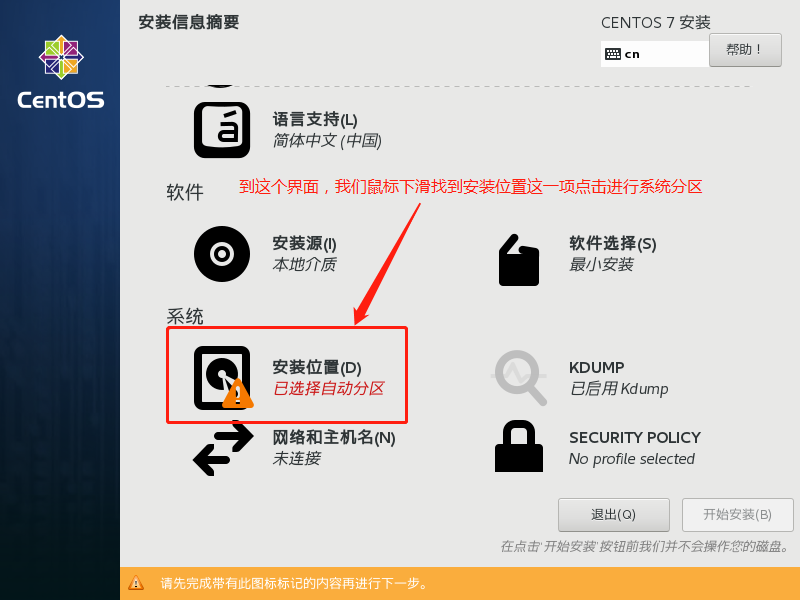 安装信息摘要
CENTOS 7 安装
cn
帮助！
CentOS
语言支持(L)
简体中文 (中国)
到这个界面，我们鼠标下滑找到安装位置这一项点击进行系统分区
软件
安装源(I)
本地介质
软件选择(S)
最小安装
系统
安装位置(D)
已选择自动分区
KDUMP
已启用 Kdump
网络和主机名(N)
未连接
SECURITY POLICY
No profile selected
退出(Q)
开始安装(B)
在点击"开始安装"按钮前我们并不会操作您的磁盘。
请先完成带有此图标标记的内容再进行下一步。